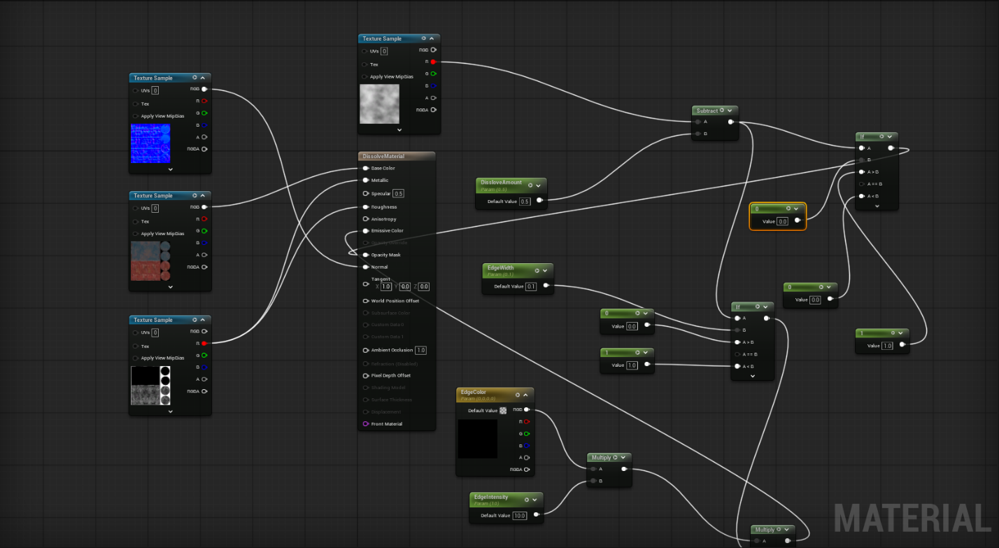 Texture Sample
UVs 0
Tex
Apply View MipBias
RGB
R
G
B
A
RGBA
Texture Sample
UVs 0
Tex
Apply View MipBias
RGB
R
G
B
A
RGBA
Texture Sample
UVs 0
Tex
Apply View MipBias
RGB
R
G
B
A
RGBA
Texture Sample
UVs 0
Tex
Apply View MipBias
RGB
R
G
B
A
RGBA
DissolveMaterial
Base Color
Metallic
Specular 0.5
Roughness
Anisotropy
Emissive Color
Opacity Mask
Normal
Tangent
X 1.0 Y 0.0 Z 0.0
World Position Offset
Subsurface Color
Custom Data 0
Custom Data 1
Ambient Occlusion 1.0
Refraction (Disabled)
Pixel Depth Offset
Shading Model
Surface Thickness
Displacement
Front Material
DissloveAmount
Param (0.5)
Default Value 0.5
EdgeWidth
Param (0.1)
Default Value 0.1
0
Value 0.0
1
Value 1.0
EdgeColor
Param (0,0,0,0)
Default Value
RGB
R
G
B
A
RGBA
EdgeIntensity
Param (10)
Default Value 10.0
Multiply
A
B
Subtract
A
B
If
A
B
A > B
A == B
A < B
0
Value 0.0
0
Value 0.0
1
Value 1.0
If
A
B
A > B
A == B
A < B
Multiply
A
MATERIAL